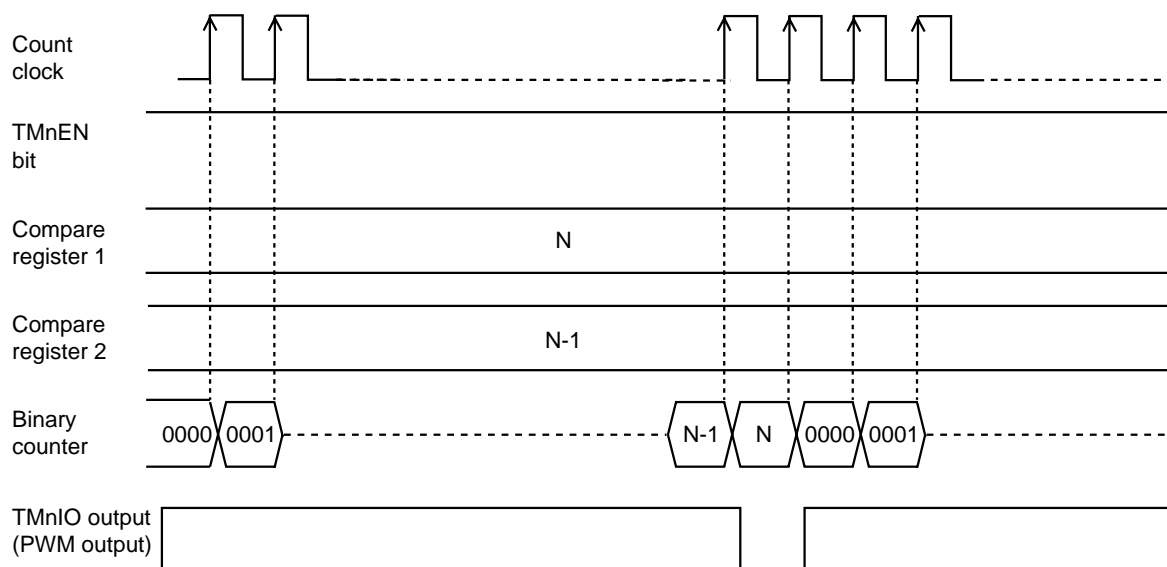 Count
clock
TMnEN
bit
Compare
register 1
N
Compare
register 2
N-1
Binary
counter
0000 0001 N-1 N 0000 0001
TMnIO output
(PWM output)